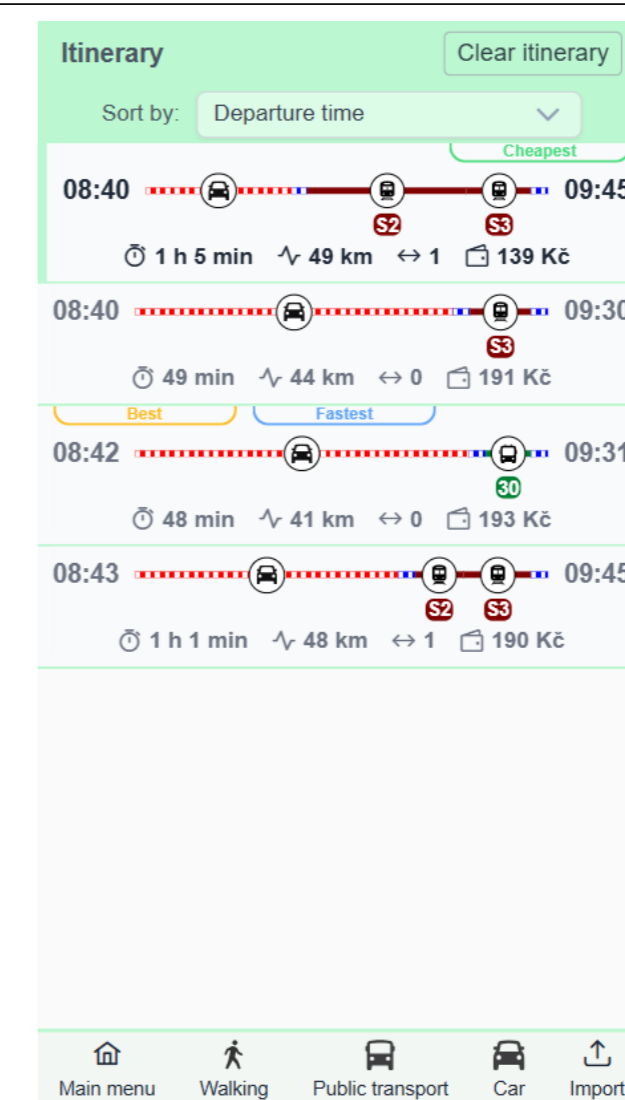 Itinerary Clear itinerary
Sort by: Departure time
Cheapest
08:40 09:45
S2 S3
1 h 5 min 49 km 1 139 Kč
08:40 09:30
S3
49 min 44 km 0 191 Kč
Best Fastest
08:42 09:31
30
48 min 41 km 0 193 Kč
08:43 09:45
S2 S3
1 h 1 min 48 km 1 190 Kč
Main menu Walking Public transport Car Import